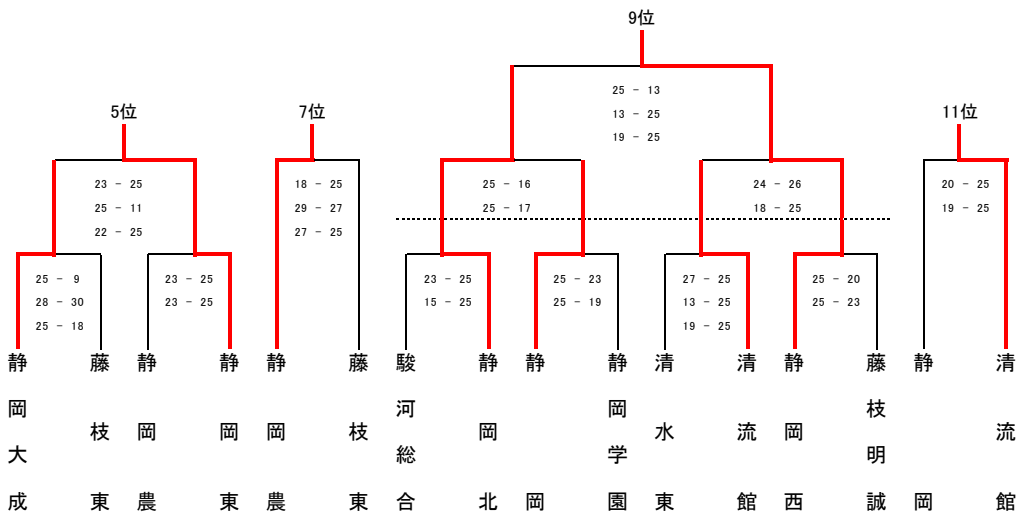 9位
25 - 13
13 - 25
19 - 25
5位
7位
11位
23 - 25
25 - 11
22 - 25
18 - 25
29 - 27
27 - 25
25 - 16
25 - 17
24 - 26
18 - 25
20 - 25
19 - 25
25 - 9
28 - 30
25 - 18
23 - 25
23 - 25
23 - 25
15 - 25
25 - 23
25 - 19
27 - 25
13 - 25
19 - 25
25 - 20
25 - 23
静岡大成
藤枝東
静岡農
静岡東
静岡農
藤枝東
駿河総合
静岡北
静岡
静岡学園
清水東
清流館
静岡西
藤枝明誠
静岡
清流館